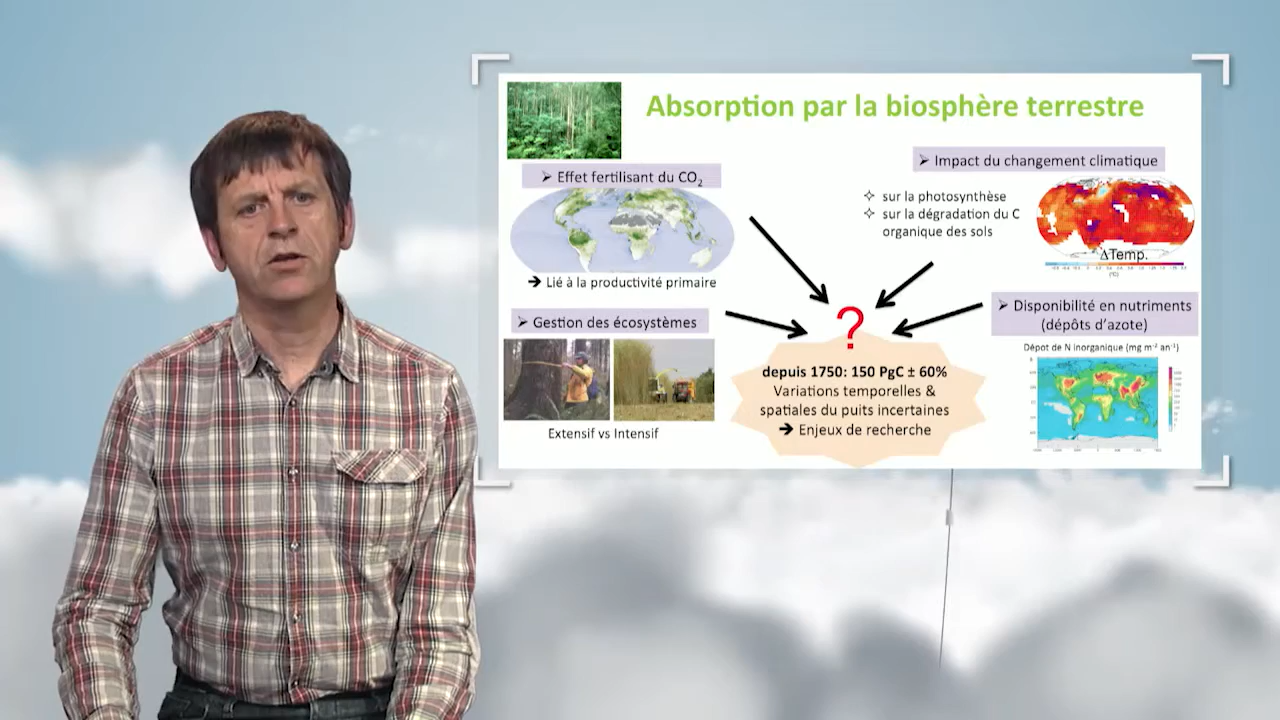 Absorption par la biosphère terrestre
➢ Effet fertilisant du CO₂
➔ Lié à la productivité primaire
➢ Gestion des écosystèmes
Extensif vs Intensif
➢ Impact du changement climatique
✧ sur la photosynthèse
✧ sur la dégradation du C
organique des sols
ΔTemp.
(°C)
➢ Disponibilité en nutriments
(dépôts d’azote)
Dépot de N inorganique (mg m⁻² an⁻¹)
?
depuis 1750: 150 PgC ± 60%
Variations temporelles &
spatiales du puits incertaines
➔ Enjeux de recherche